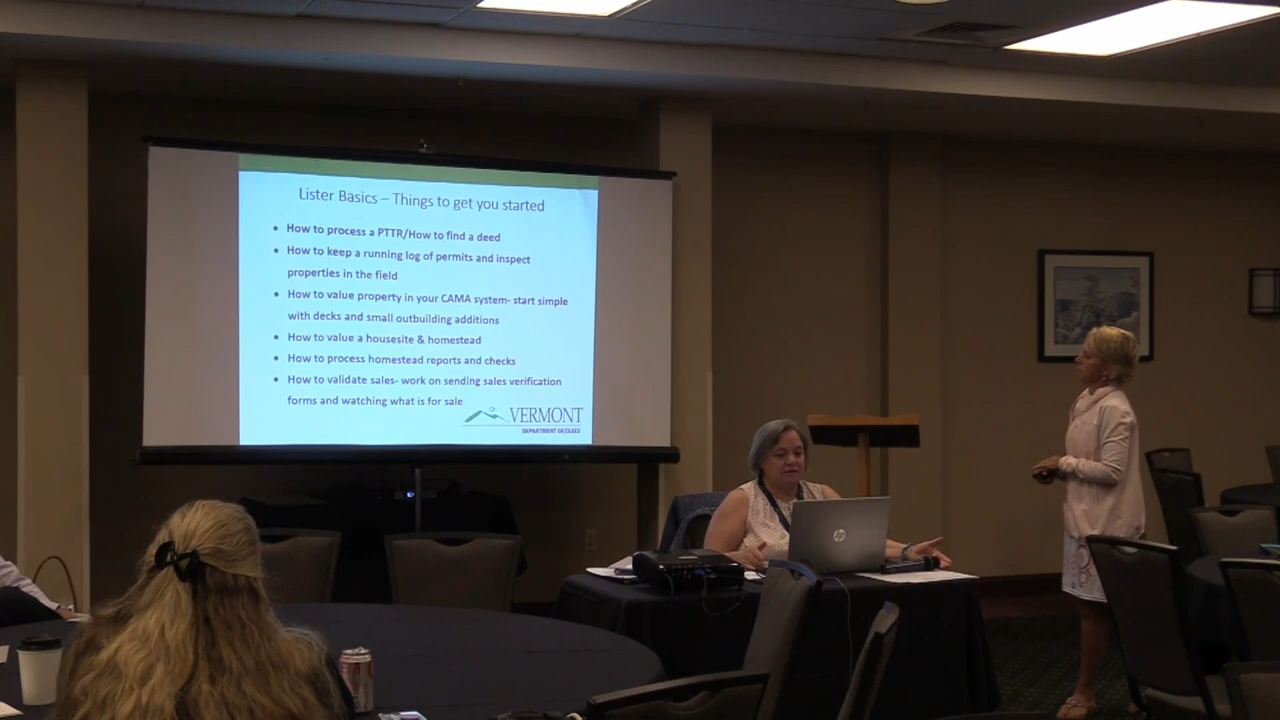 Lister Basics – Things to get you started
• How to process a PTTR/How to find a deed
• How to keep a running log of permits and inspect
properties in the field
• How to value property in your CAMA system- start simple
with decks and small outbuilding additions
• How to value a housesite & homestead
• How to process homestead reports and checks
• How to validate sales- work on sending sales verification
forms and watching what is for sale
VERMONT
DEPARTMENT OF TAXES
hp